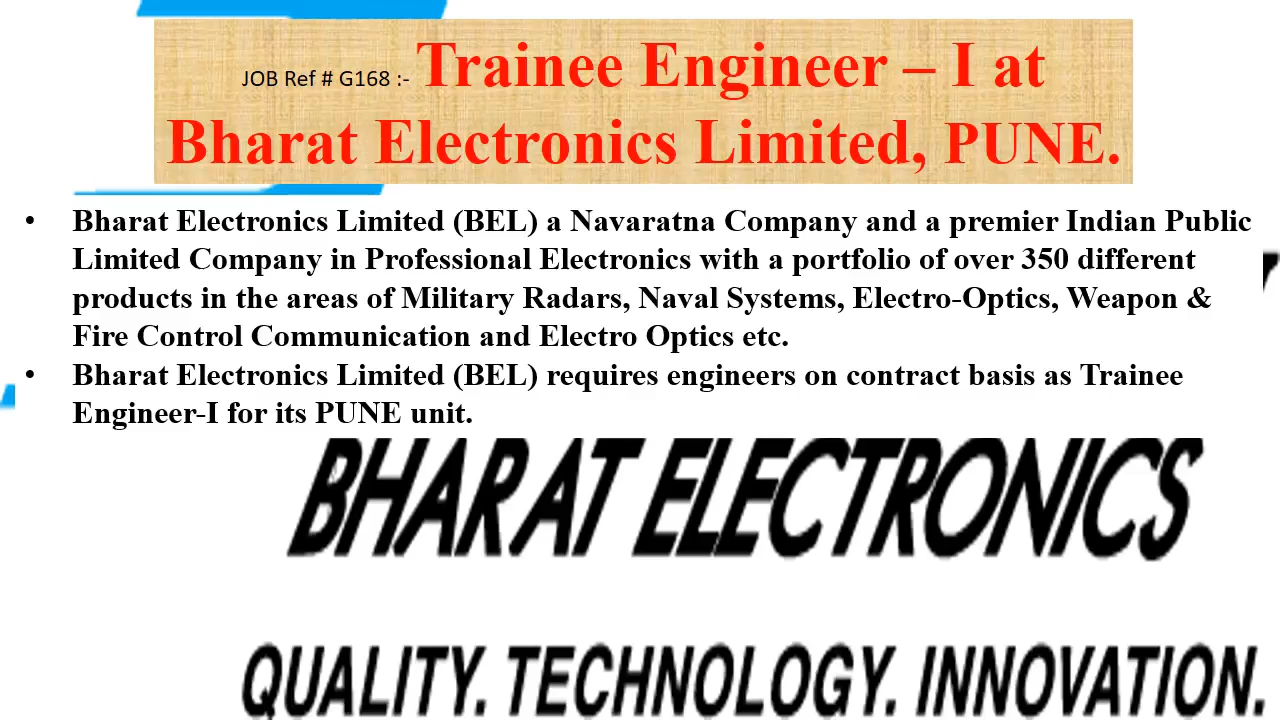 JOB Ref # G168 :- Trainee Engineer – I at
Bharat Electronics Limited, PUNE.
• Bharat Electronics Limited (BEL) a Navaratna Company and a premier Indian Public
Limited Company in Professional Electronics with a portfolio of over 350 different
products in the areas of Military Radars, Naval Systems, Electro-Optics, Weapon &
Fire Control Communication and Electro Optics etc.
• Bharat Electronics Limited (BEL) requires engineers on contract basis as Trainee
Engineer-I for its PUNE unit.
BHARAT ELECTRONICS
QUALITY. TECHNOLOGY. INNOVATION.